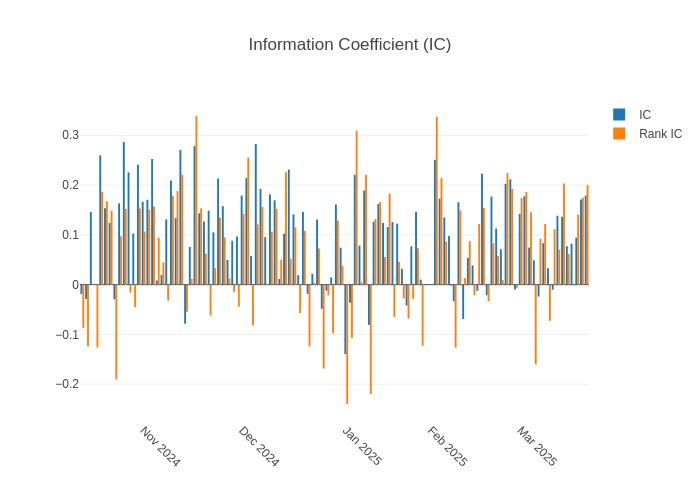 Information Coefficient (IC)
IC
Rank IC
0.3
0.2
0.1
0
−0.1
−0.2
Nov 2024
Dec 2024
Jan 2025
Feb 2025
Mar 2025